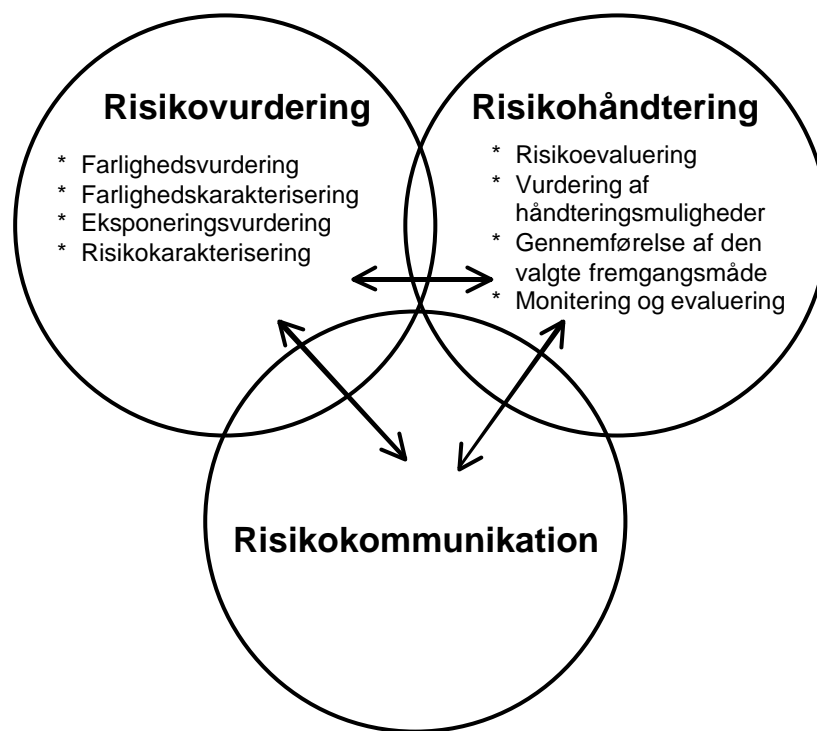 Risikovurdering
* Farlighedsvurdering
* Farlighedskarakterisering
* Eksponeringsvurdering
* Risikokarakterisering
Risikohåndtering
* Risikoevaluering
* Vurdering af
håndteringsmuligheder
* Gennemførelse af den
valgte fremgangsmåde
* Monitering og evaluering
Risikokommunikation